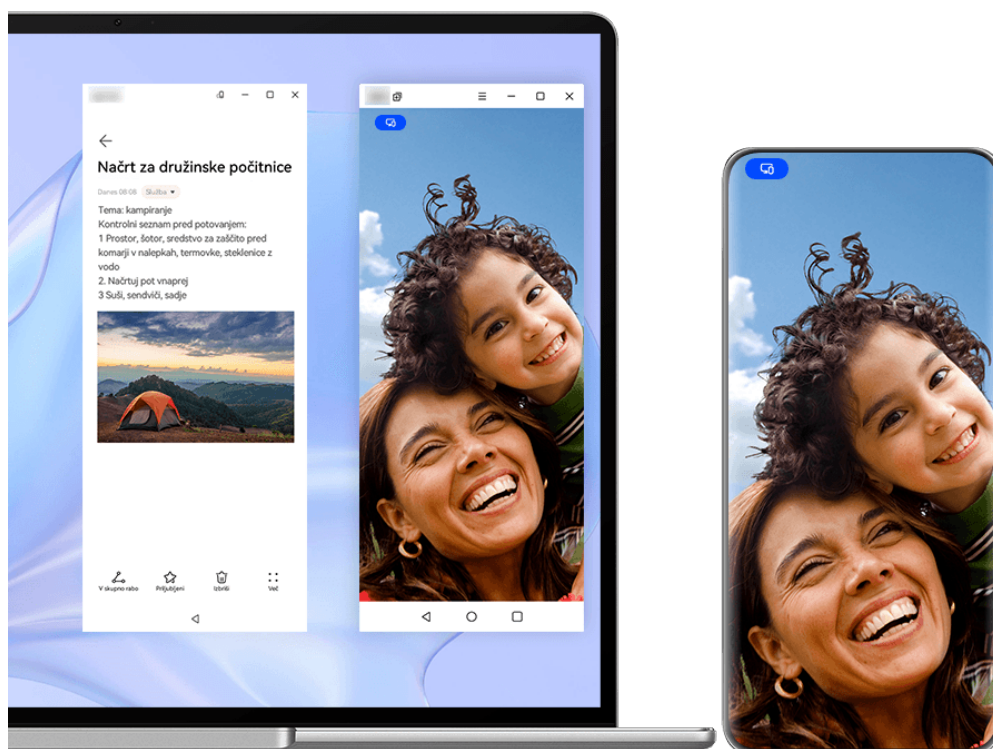 Načrt za družinske počitnice
Danes 08:08 Služba
Tema: kampiranje
Kontrolni seznam pred potovanjem:
1 Prostor, šotor, sredstvo za zaščito pred
komarji v nalepkah, termovke, steklenice z
vodo
2. Načrtuj pot vnaprej
3 Suši, sendviči, sadje
V skupno rabo Priljubljeni Izbriši Več